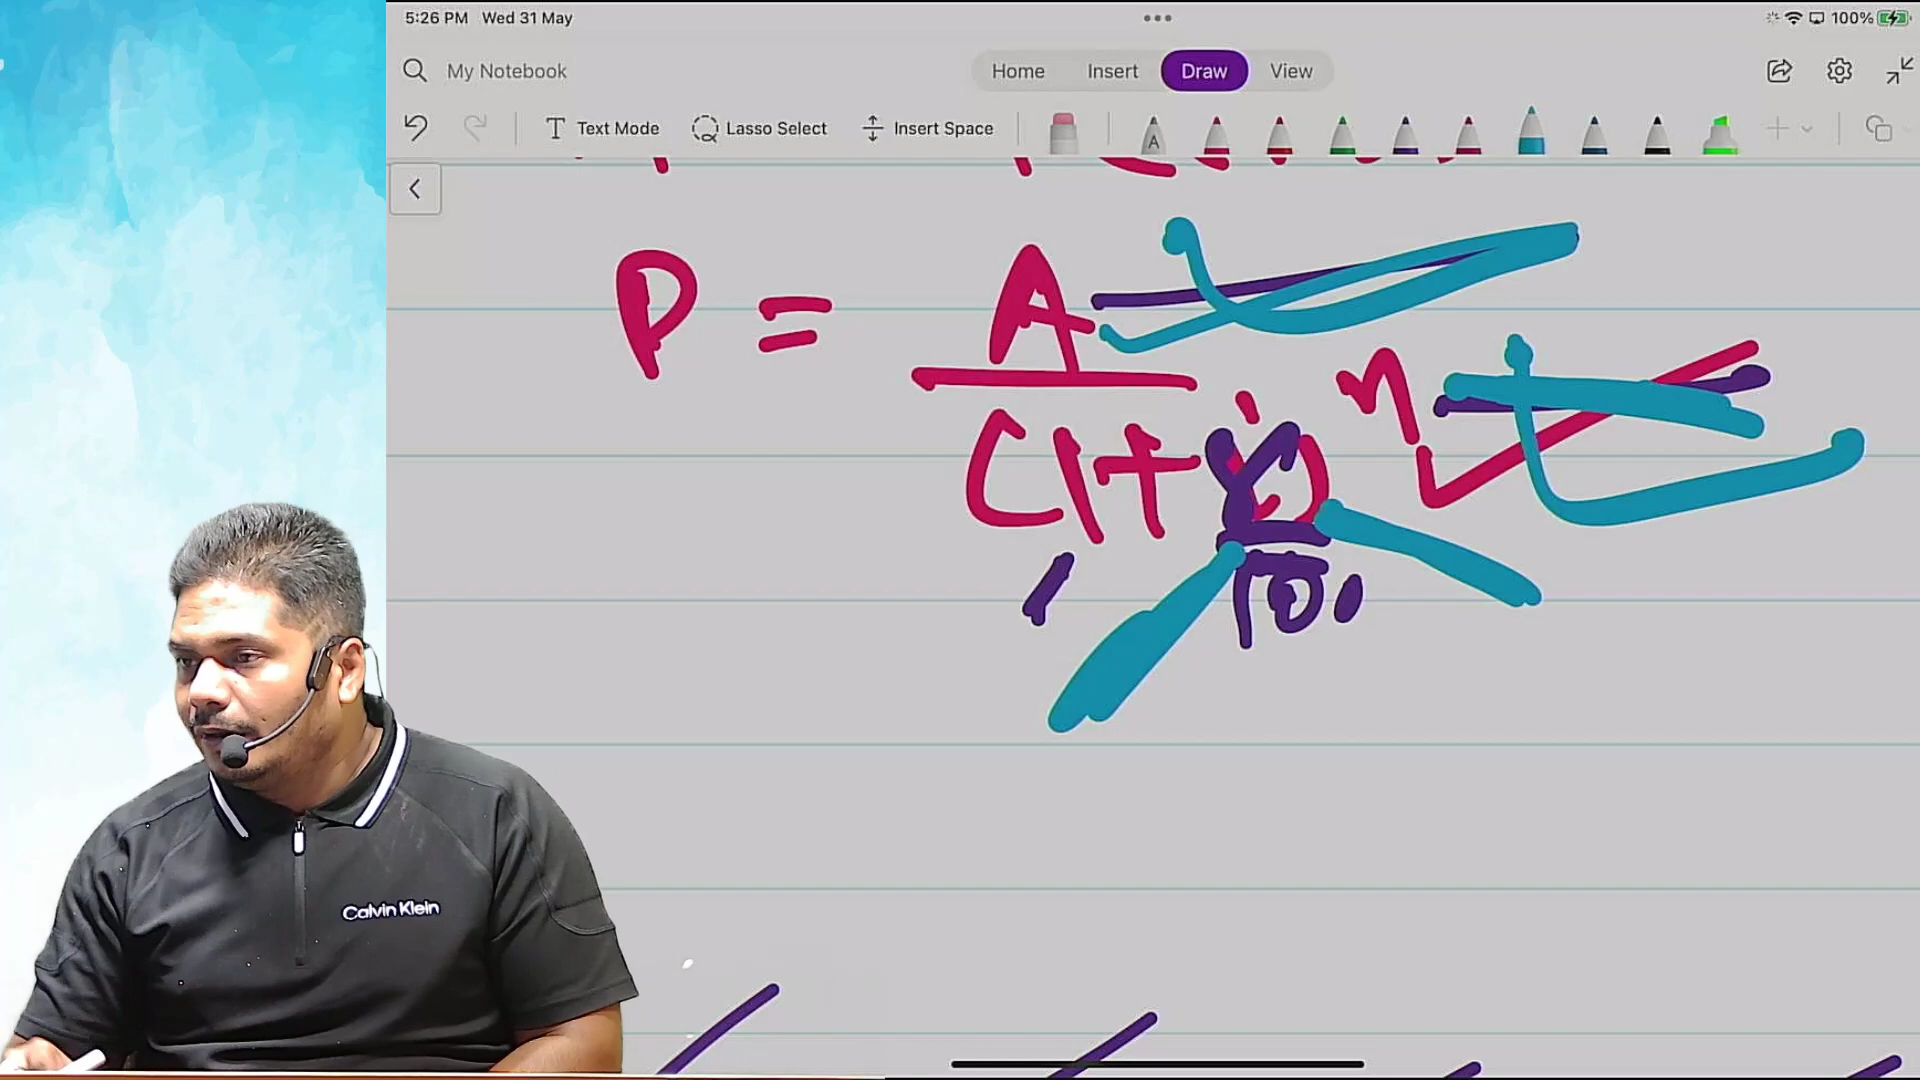 5:26 PM Wed 31 May
100%
My Notebook
Home Insert Draw View
Text Mode Lasso Select Insert Space
A
P = A
(1+i) n
r
100
Calvin Klein